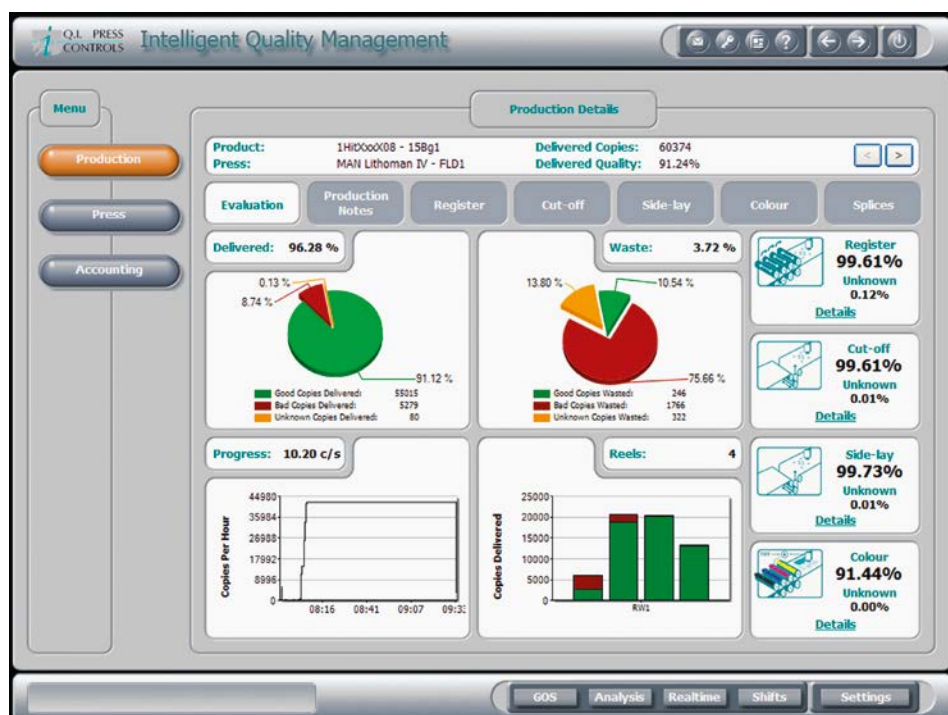 Q.I. PRESS
CONTROLS
Intelligent Quality Management
Menu
Production
Press
Accounting
Production Details
Product: 1HitXxxX08 - 15Bg1 Delivered Copies: 60374
Press: MAN Lithoman IV - FLD1 Delivered Quality: 91.24%
< >
Evaluation
Production
Notes
Register
Cut-off
Side-lay
Colour
Splices
Delivered: 96.28 %
0.13 %
8.74 %
91.12 %
Good Copies Delivered: 55015
Bad Copies Delivered: 5279
Unknown Copies Delivered: 80
Waste: 3.72 %
13.80 %
10.54 %
75.66 %
Good Copies Wasted: 246
Bad Copies Wasted: 1766
Unknown Copies Wasted: 322
Register
99.61%
Unknown
0.12%
Details
Cut-off
99.61%
Unknown
0.01%
Details
Progress: 10.20 c/s
Copies Per Hour
44980
35984
26988
17992
8996
0
08:16 08:41 09:07 09:33
Reels: 4
Copies Delivered
25000
20000
15000
10000
5000
0
RW1
Side-lay
99.73%
Unknown
0.01%
Details
Colour
91.44%
Unknown
0.00%
Details
GOS Analysis Realtime Shifts Settings